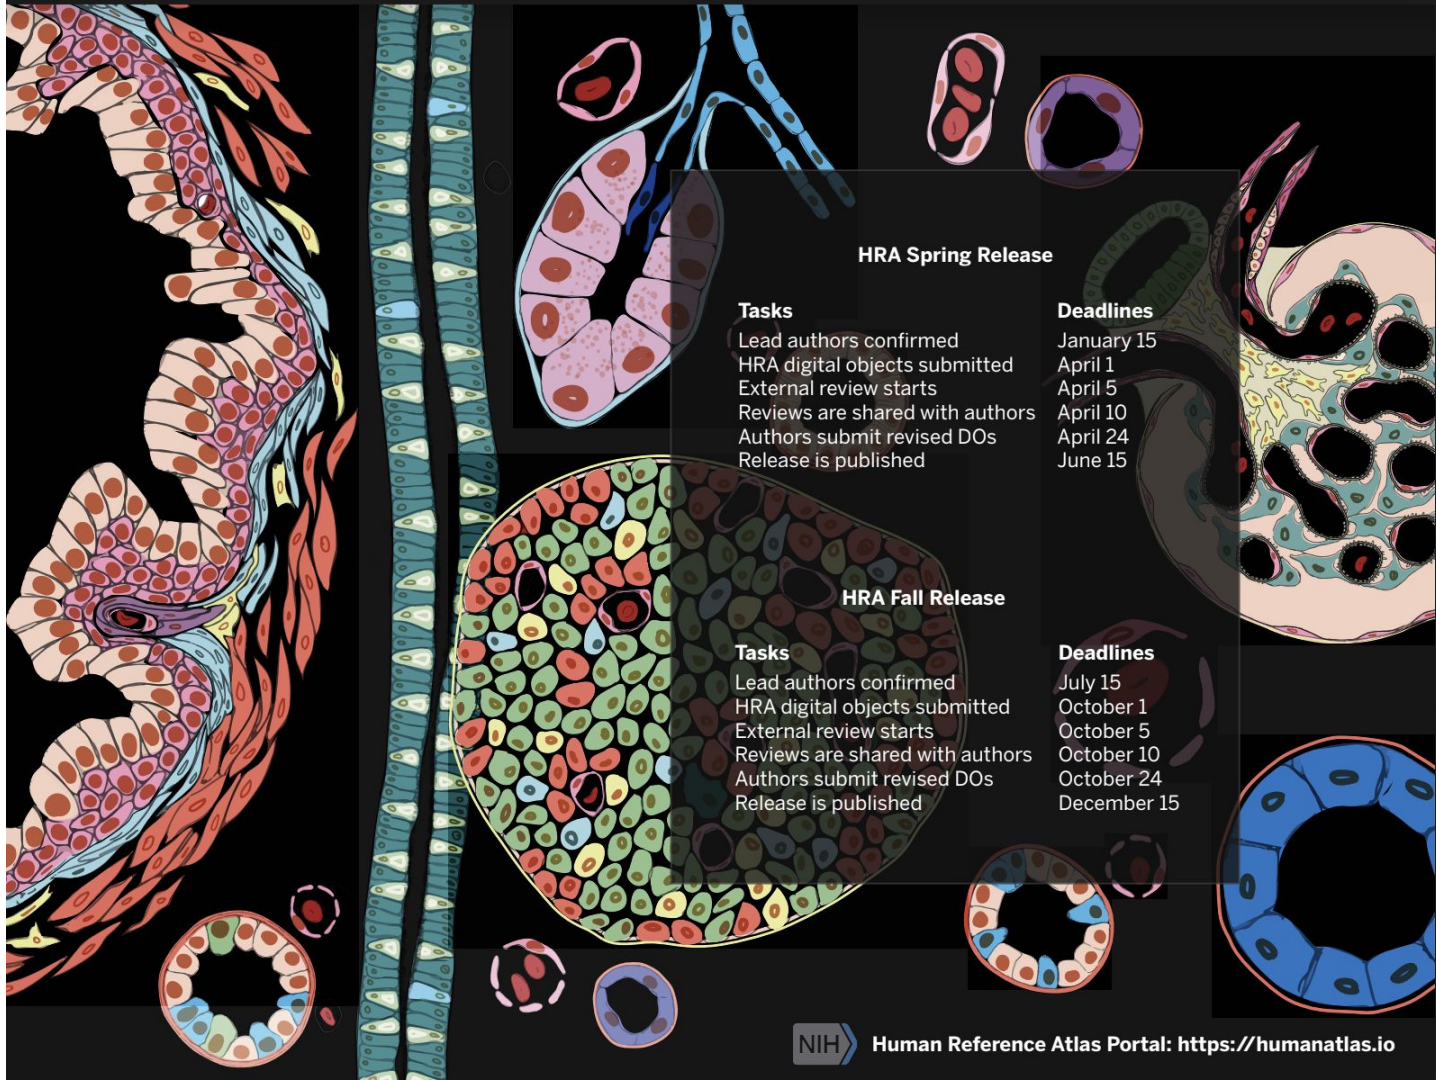 HRA Spring Release
Tasks Deadlines
Lead authors confirmed January 15
HRA digital objects submitted April 1
External review starts April 5
Reviews are shared with authors April 10
Authors submit revised DOs April 24
Release is published June 15
HRA Fall Release
Tasks Deadlines
Lead authors confirmed July 15
HRA digital objects submitted October 1
External review starts October 5
Reviews are shared with authors October 10
Authors submit revised DOs October 24
Release is published December 15
NIH Human Reference Atlas Portal: https://humanatlas.io